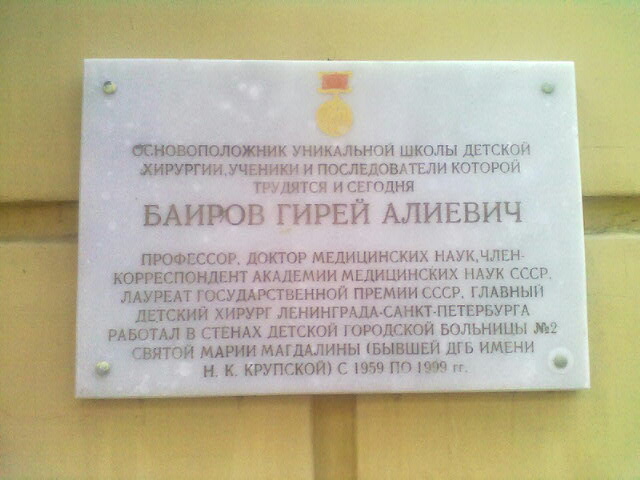 ОСНОВОПОЛОЖНИК УНИКАЛЬНОЙ ШКОЛЫ ДЕТСКОЙ
ХИРУРГИИ, УЧЕНИКИ И ПОСЛЕДОВАТЕЛИ КОТОРОЙ
ТРУДЯТСЯ И СЕГОДНЯ
БАИРОВ ГИРЕЙ АЛИЕВИЧ
ПРОФЕССОР, ДОКТОР МЕДИЦИНСКИХ НАУК, ЧЛЕН-
КОРРЕСПОНДЕНТ АКАДЕМИИ МЕДИЦИНСКИХ НАУК СССР,
ЛАУРЕАТ ГОСУДАРСТВЕННОЙ ПРЕМИИ СССР, ГЛАВНЫЙ
ДЕТСКИЙ ХИРУРГ ЛЕНИНГРАДА-САНКТ-ПЕТЕРБУРГА
РАБОТАЛ В СТЕНАХ ДЕТСКОЙ ГОРОДСКОЙ БОЛЬНИЦЫ №2
СВЯТОЙ МАРИИ МАГДАЛИНЫ (БЫВШЕЙ ДГБ ИМЕНИ
Н. К. КРУПСКОЙ) С 1959 ПО 1999 гг.